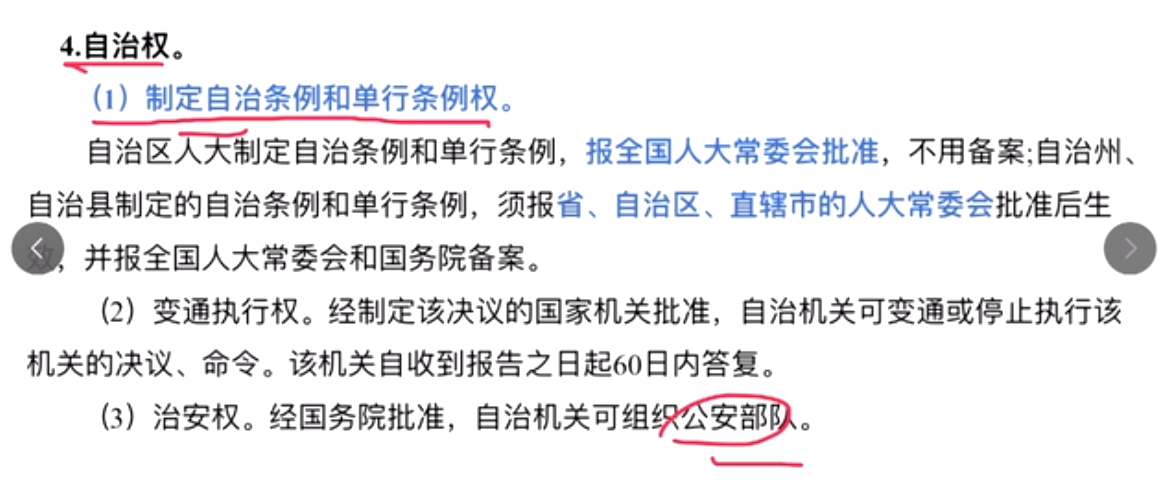 4.自治权。
（1）制定自治条例和单行条例权。
自治区人大制定自治条例和单行条例，报全国人大常委会批准，不用备案;自治州、
自治县制定的自治条例和单行条例，须报省、自治区、直辖市的人大常委会批准后生
效，并报全国人大常委会和国务院备案。
（2）变通执行权。经制定该决议的国家机关批准，自治机关可变通或停止执行该
机关的决议、命令。该机关自收到报告之日起60日内答复。
（3）治安权。经国务院批准，自治机关可组织公安部队。